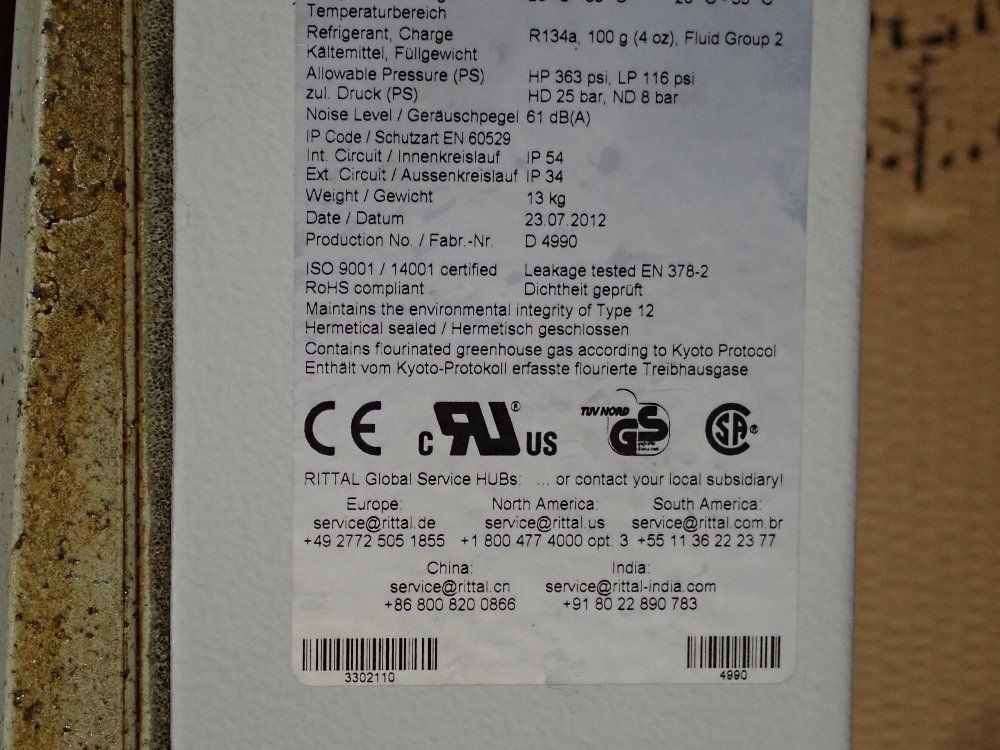 Temperaturbereich
Refrigerant, Charge R134a, 100 g (4 oz), Fluid Group 2
Kältemittel, Füllgewicht
Allowable Pressure (PS) HP 363 psi, LP 116 psi
zul. Druck (PS) HD 25 bar, ND 8 bar
Noise Level / Geräuschpegel 61 dB(A)
IP Code / Schutzart EN 60529
Int. Circuit / Innenkreislauf IP 54
Ext. Circuit / Aussenkreislauf IP 34
Weight / Gewicht 13 kg
Date / Datum 23.07.2012
Production No. / Fabr.-Nr. D 4990
ISO 9001 / 14001 certified Leakage tested EN 378-2
RoHS compliant Dichtheit geprüft
Maintains the environmental integrity of Type 12
Hermetical sealed / Hermetisch geschlossen
Contains flourinated greenhouse gas according to Kyoto Protocol
Enthält vom Kyoto-Protokoll erfasste flourierte Treibhausgase
CE c RU ® US TUV NORD GS SA ®
RITTAL Global Service HUBs: ... or contact your local subsidiary!
Europe: North America: South America:
service@rittal.de service@rittal.us service@rittal.com.br
+49 2772 505 1855 +1 800 477 4000 opt. 3 +55 11 36 22 23 77
China: India:
service@rittal.cn service@rittal-india.com
+86 800 820 0866 +91 80 22 890 783
3302110 4990